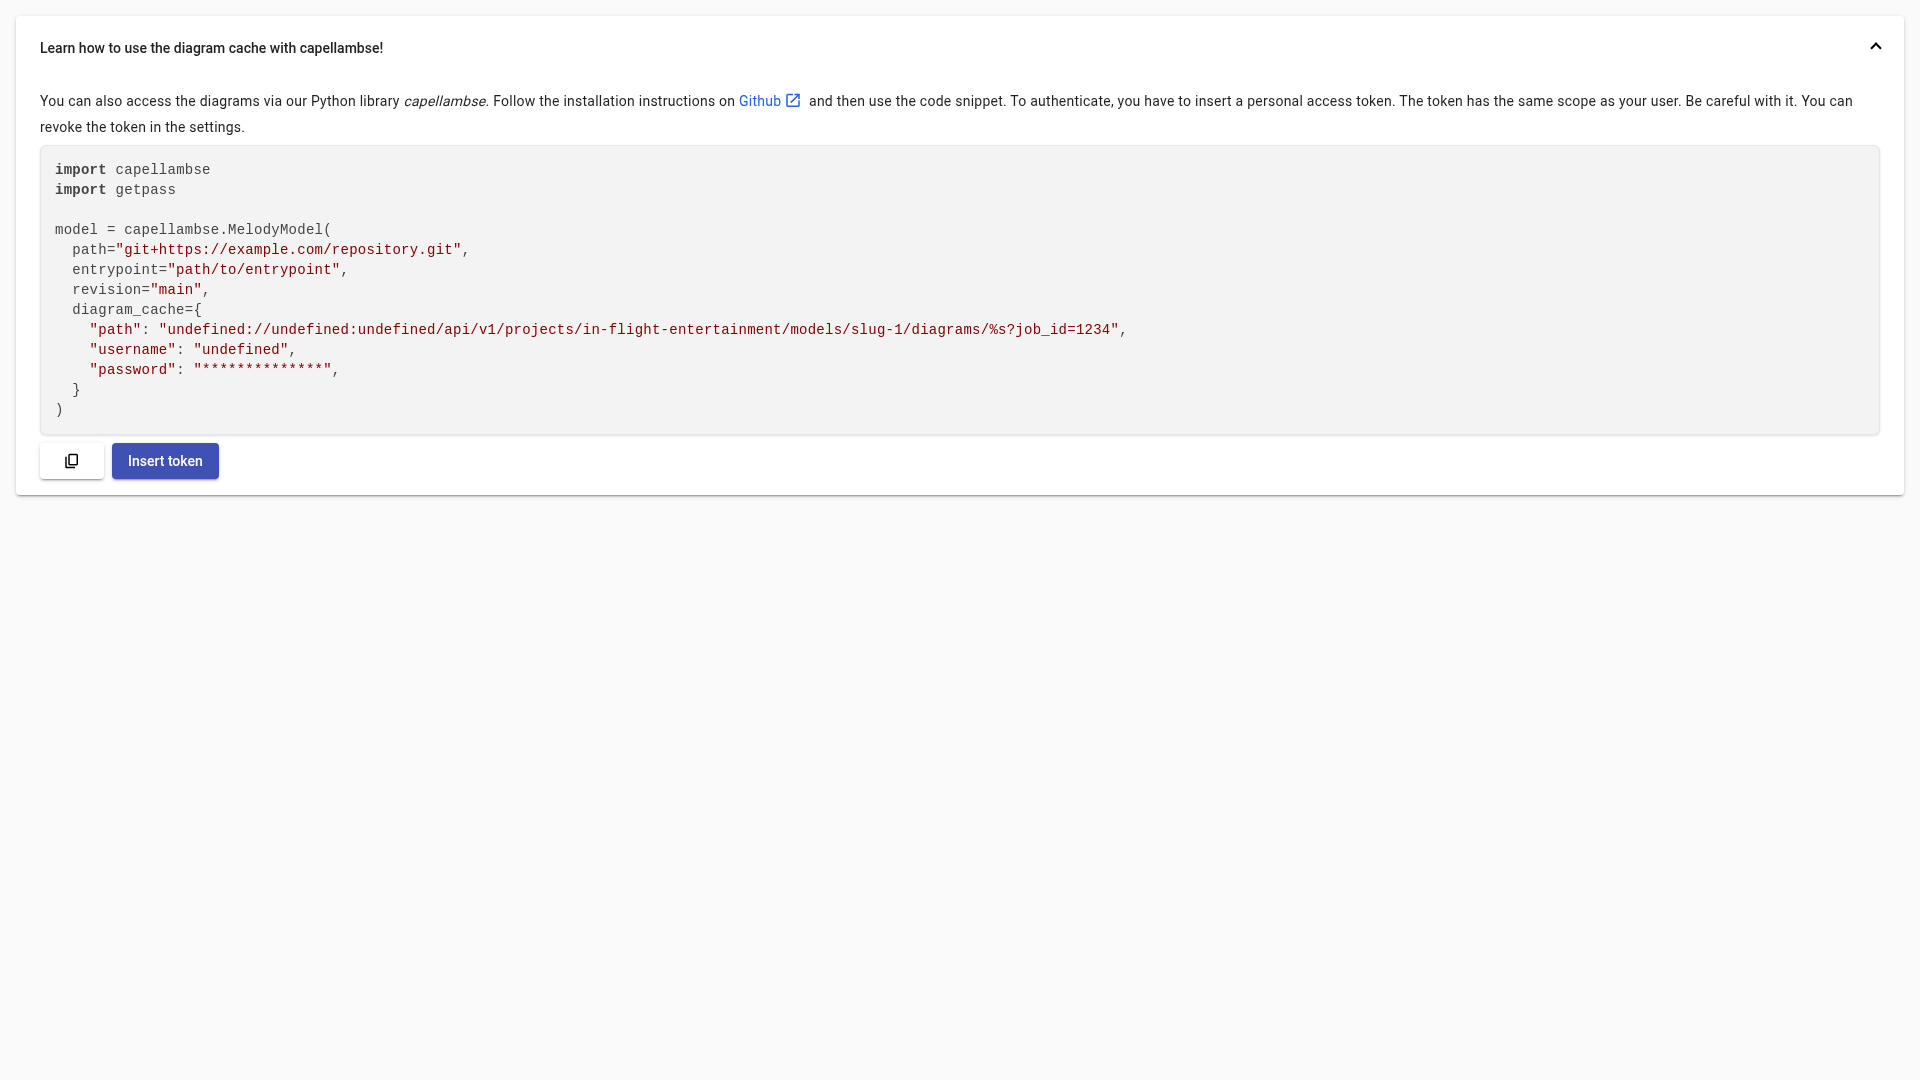 Learn how to use the diagram cache with capellambse!
You can also access the diagrams via our Python library capellambse. Follow the installation instructions on Github and then use the code snippet. To authenticate, you have to insert a personal access token. The token has the same scope as your user. Be careful with it. You can
revoke the token in the settings.
import capellambse
import getpass

model = capellambse.MelodyModel(
  path="git+https://example.com/repository.git",
  entrypoint="path/to/entrypoint",
  revision="main",
  diagram_cache={
    "path": "undefined://undefined:undefined/api/v1/projects/in-flight-entertainment/models/slug-1/diagrams/%s?job_id=1234",
    "username": "undefined",
    "password": "**************",
  }
)
Insert token